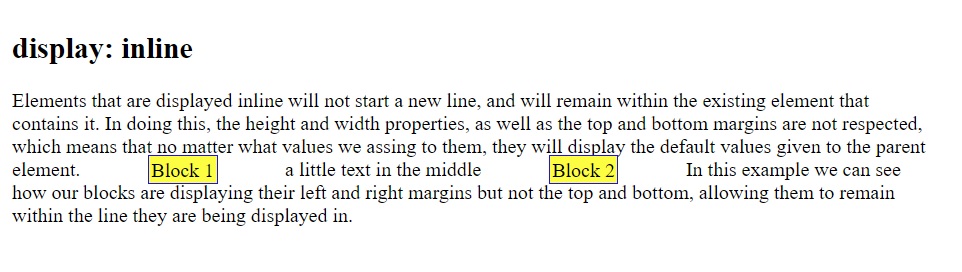 display: inline
Elements that are displayed inline will not start a new line, and will remain within the existing element that
contains it. In doing this, the height and width properties, as well as the top and bottom margins are not respected,
which means that no matter what values we assing to them, they will display the default values given to the parent
element. Block 1 a little text in the middle Block 2 In this example we can see
how our blocks are displaying their left and right margins but not the top and bottom, allowing them to remain
within the line they are being displayed in.